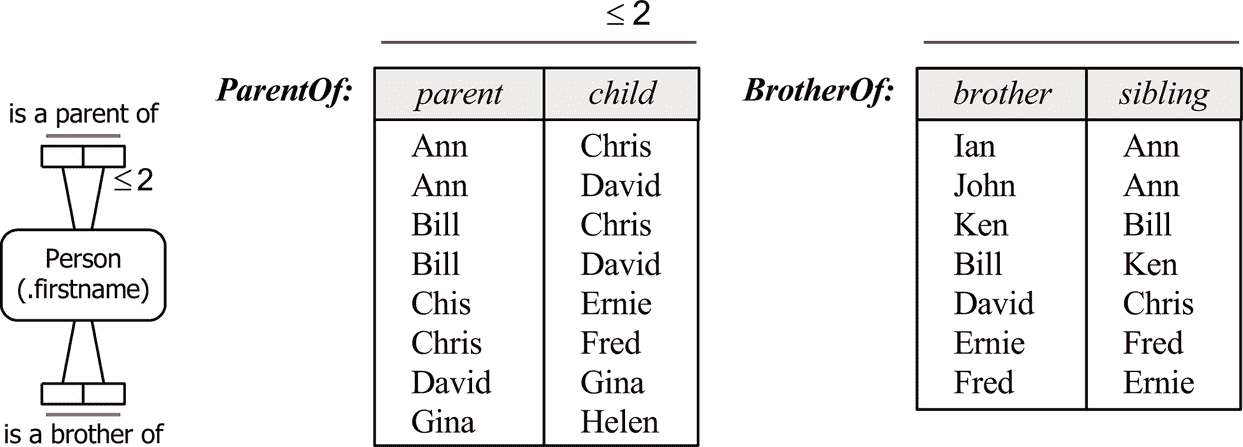 ≤ 2
is a parent of
≤ 2
Person
(.firstname)
is a brother of
ParentOf:
parent child
Ann Chris
Ann David
Bill Chris
Bill David
Chis Ernie
Chris Fred
David Gina
Gina Helen
BrotherOf:
brother sibling
Ian Ann
John Ann
Ken Bill
Bill Ken
David Chris
Ernie Fred
Fred Ernie